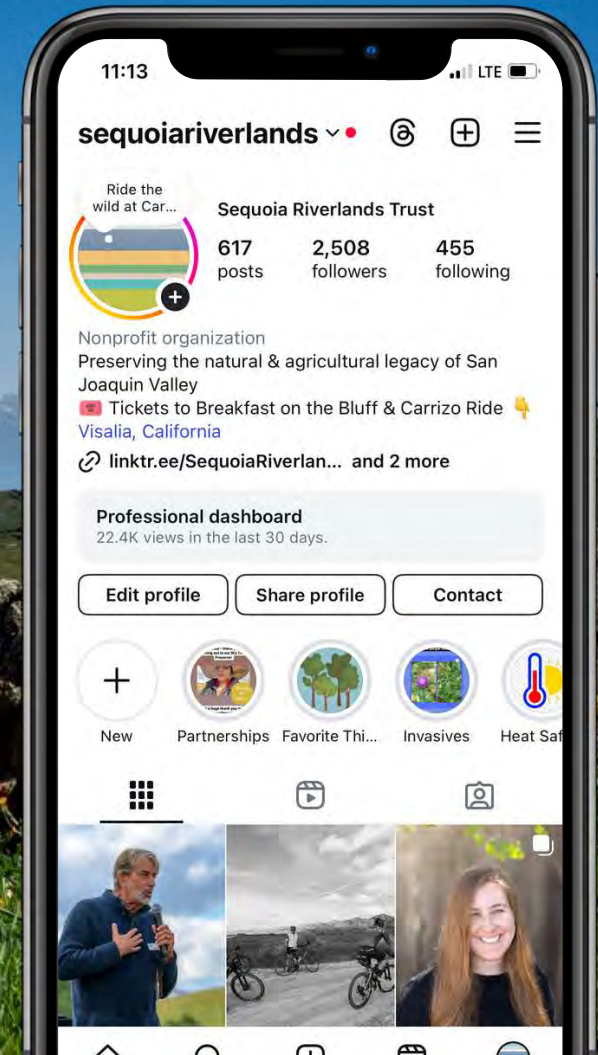 11:13
LTE
sequoiariverlands
Ride the
wild at Car...
Sequoia Riverlands Trust
617 2,508 455
posts followers following
Nonprofit organization
Preserving the natural & agricultural legacy of San
Joaquin Valley
Tickets to Breakfast on the Bluff & Carrizo Ride
Visalia, California
linktr.ee/SequoiaRiverlan... and 2 more
Professional dashboard
22.4K views in the last 30 days.
Edit profile Share profile Contact
New Partnerships Favorite Thi... Invasives Heat Saf